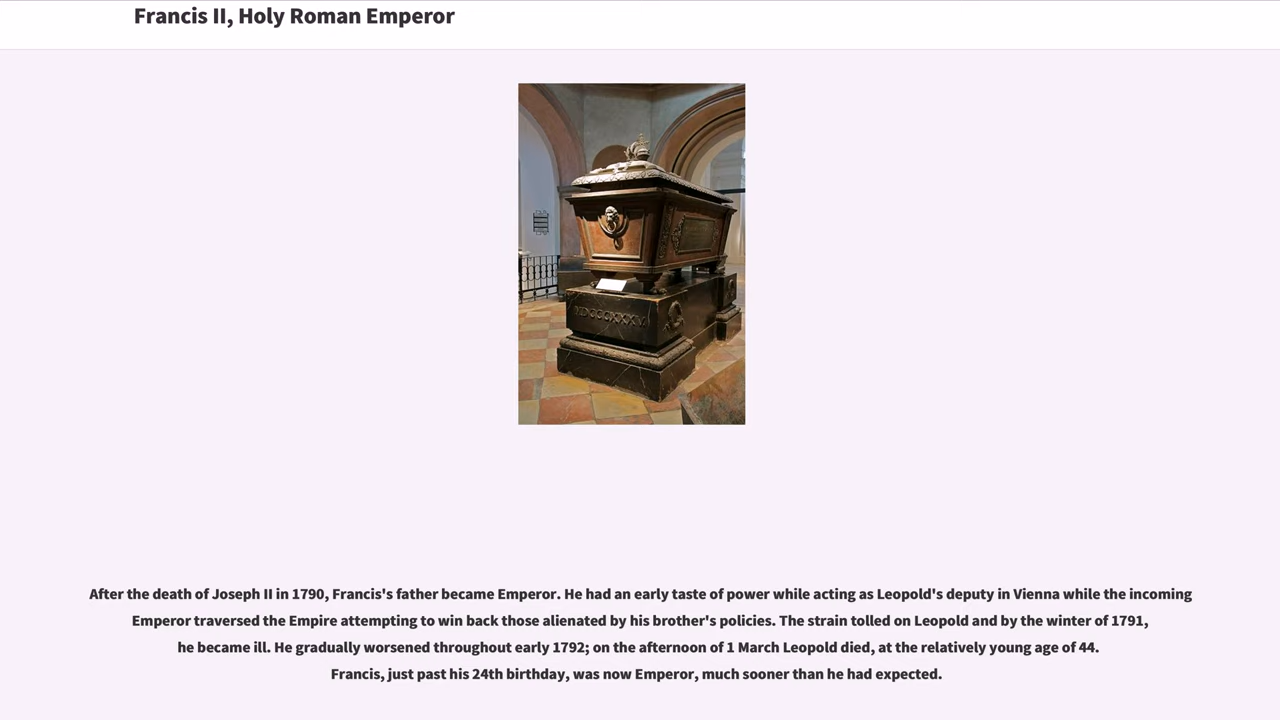 Francis II, Holy Roman Emperor
MDCCCXXXV
After the death of Joseph II in 1790, Francis's father became Emperor. He had an early taste of power while acting as Leopold's deputy in Vienna while the incoming
Emperor traversed the Empire attempting to win back those alienated by his brother's policies. The strain tolled on Leopold and by the winter of 1791,
he became ill. He gradually worsened throughout early 1792; on the afternoon of 1 March Leopold died, at the relatively young age of 44.
Francis, just past his 24th birthday, was now Emperor, much sooner than he had expected.